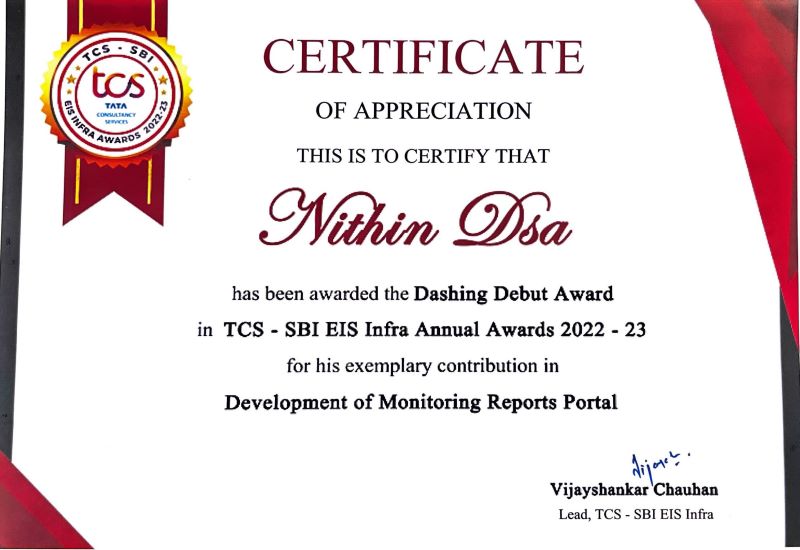 TCS - SBI
tcs
TATA
CONSULTANCY
SERVICES
EIS INFRA AWARDS 2022-23
CERTIFICATE
OF APPRECIATION
THIS IS TO CERTIFY THAT
Nithin Dsa
has been awarded the Dashing Debut Award
in TCS - SBI EIS Infra Annual Awards 2022 - 23
for his exemplary contribution in
Development of Monitoring Reports Portal
Vijayshankar Chauhan
Lead, TCS - SBI EIS Infra